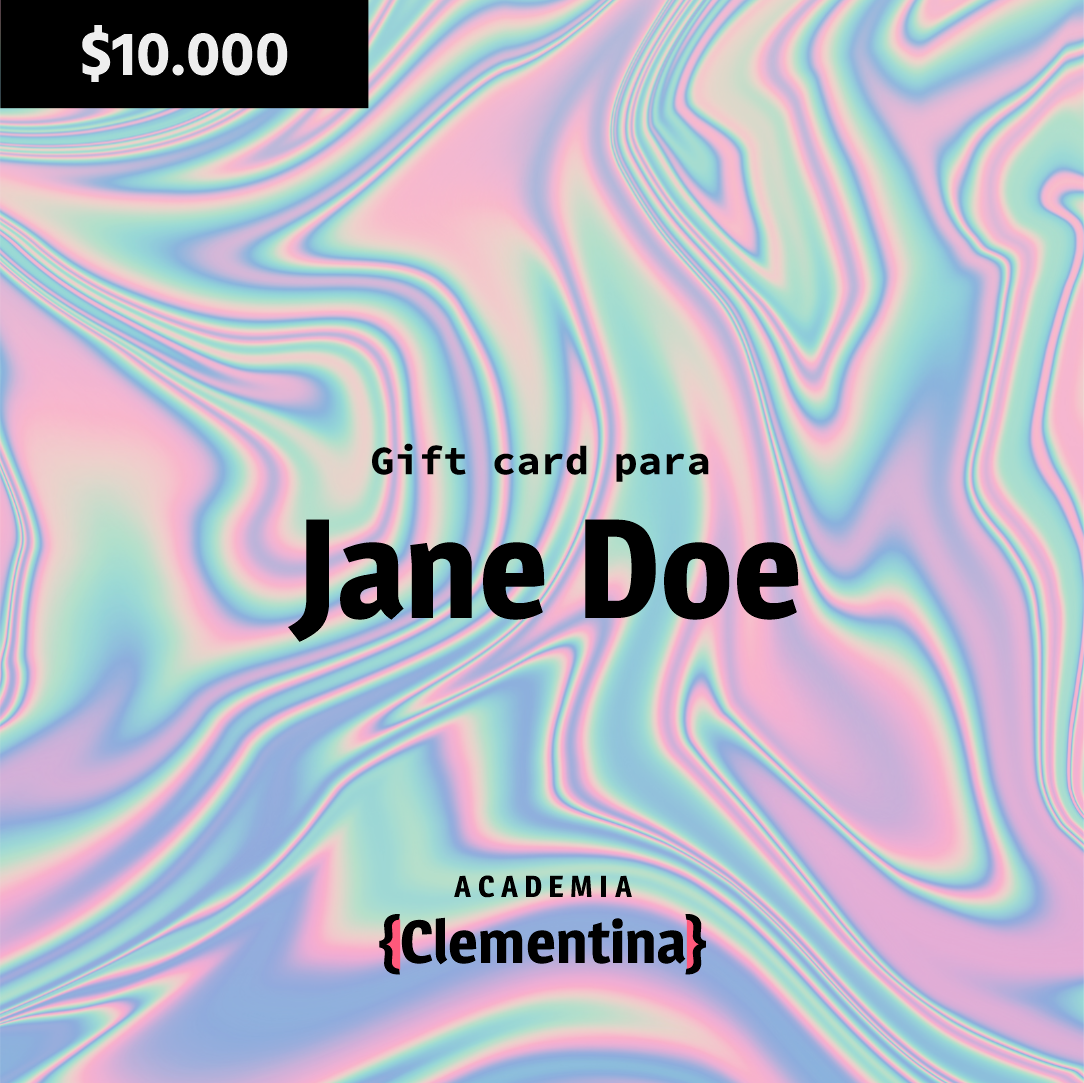 $10.000
Gift card para
Jane Doe
ACADEMIA
{Clementina}